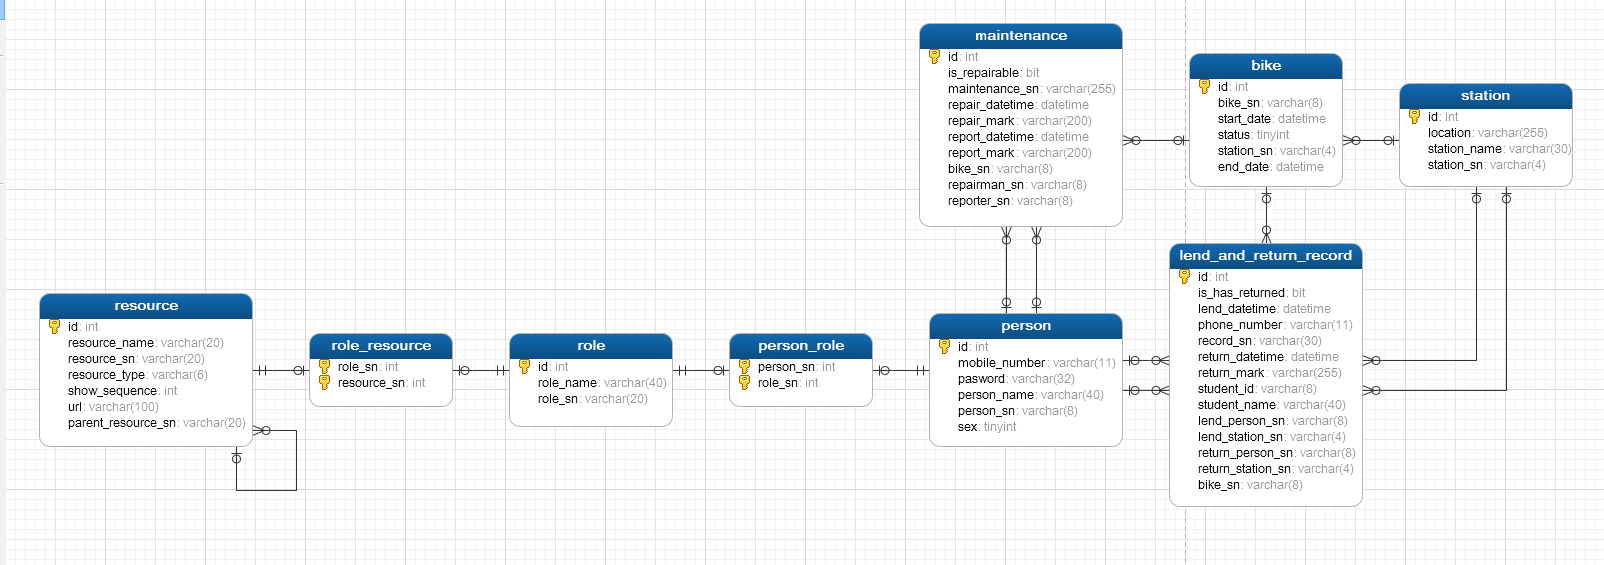 maintenance
id: int
is_repairable: bit
maintenance_sn: varchar(255)
repair_datetime: datetime
repair_mark: varchar(200)
report_datetime: datetime
report_mark: varchar(200)
bike_sn: varchar(8)
repairman_sn: varchar(8)
reporter_sn: varchar(8)
bike
id: int
bike_sn: varchar(8)
start_date: datetime
status: tinyint
station_sn: varchar(4)
end_date: datetime
station
id: int
location: varchar(255)
station_name: varchar(30)
station_sn: varchar(4)
resource
id: int
resource_name: varchar(20)
resource_sn: varchar(20)
resource_type: varchar(6)
show_sequence: int
url: varchar(100)
parent_resource_sn: varchar(20)
role_resource
role_sn: int
resource_sn: int
role
id: int
role_name: varchar(40)
role_sn: varchar(20)
person_role
person_sn: int
role_sn: int
person
id: int
mobile_number: varchar(11)
pasword: varchar(32)
person_name: varchar(40)
person_sn: varchar(8)
sex: tinyint
lend_and_return_record
id: int
is_has_returned: bit
lend_datetime: datetime
phone_number: varchar(11)
record_sn: varchar(30)
return_datetime: datetime
return_mark: varchar(255)
student_id: varchar(8)
student_name: varchar(40)
lend_person_sn: varchar(8)
lend_station_sn: varchar(4)
return_person_sn: varchar(8)
return_station_sn: varchar(4)
bike_sn: varchar(8)